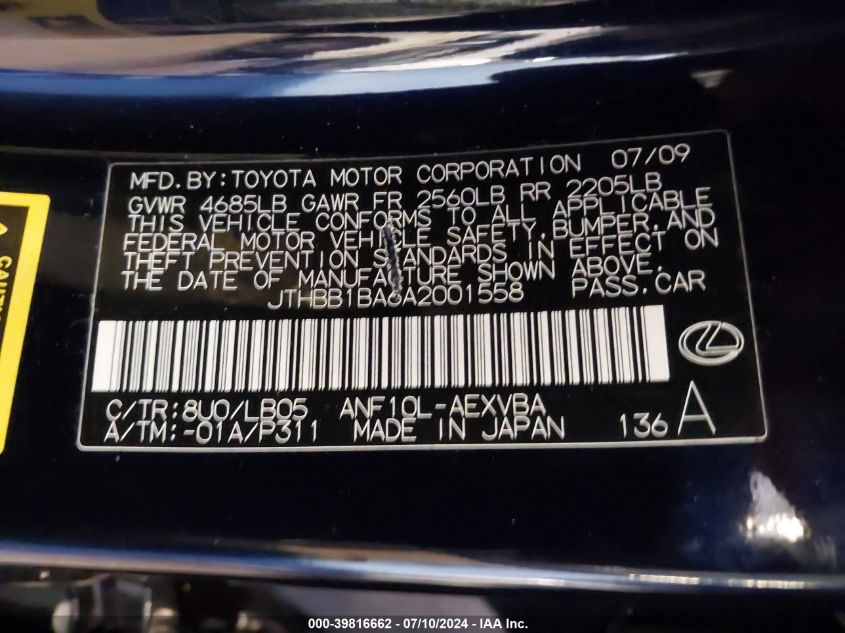 MFD.BY:TOYOTA MOTOR CORPORATION 07/09
GVWR 4685LB GAWR FR 2560LB RR 2205LB
THIS VEHICLE CONFORMS TO ALL APPLICABLE
FEDERAL MOTOR VEHICLE SAFETY,BUMPER,AND
THEFT PREVENTION STANDARDS IN EFFECT ON
THE DATE OF MANUFACTURE SHOWN ABOVE.
JTHBB1BA6A2001558 PASS.CAR
C/TR:8U0/LB05 ANF10L-AEXVBA
A/TM:-01A/P311 MADE IN JAPAN 136 A
000-39816662 - 07/10/2024 - IAA Inc.